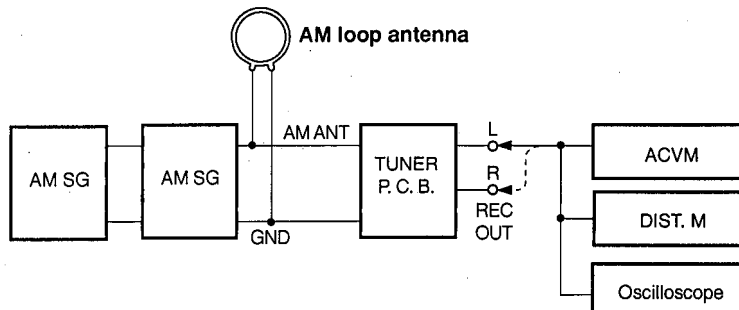 AM loop antenna
AM SG
AM SG
AM ANT
GND
TUNER
P. C. B.
L
R
REC
OUT
ACVM
DIST. M
Oscilloscope